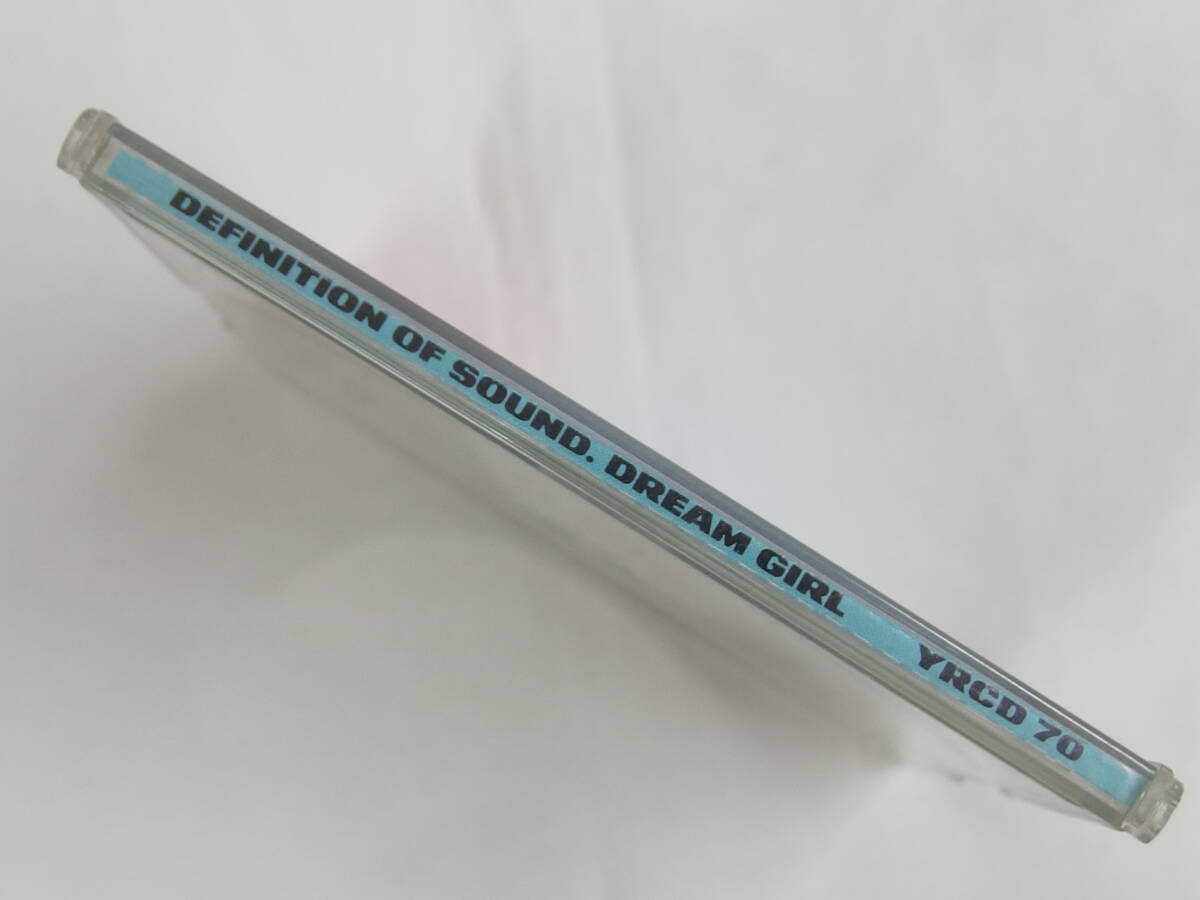 DEFINITION OF SOUND. DREAM GIRL YRCD 70